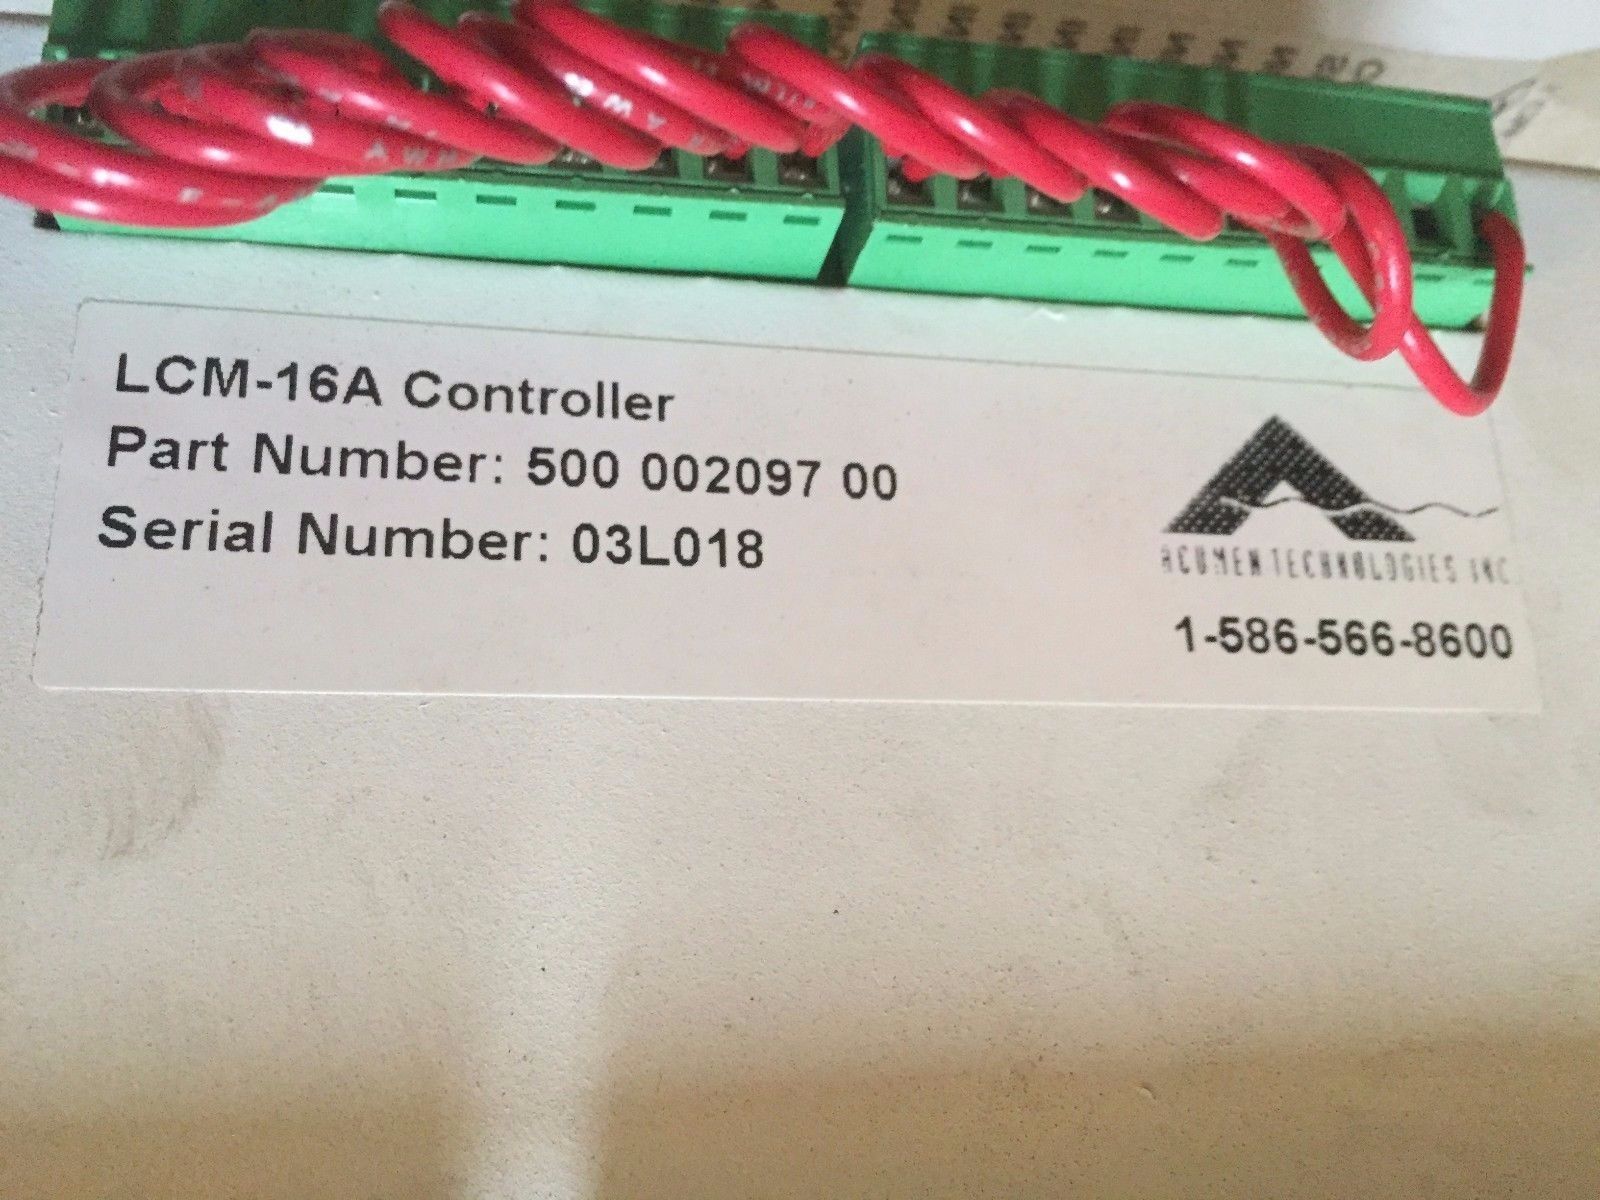 LCM-16A Controller
Part Number: 500 002097 00
Serial Number: 03L018
ACUMEN TECHNOLOGIES INC
1-586-566-8600